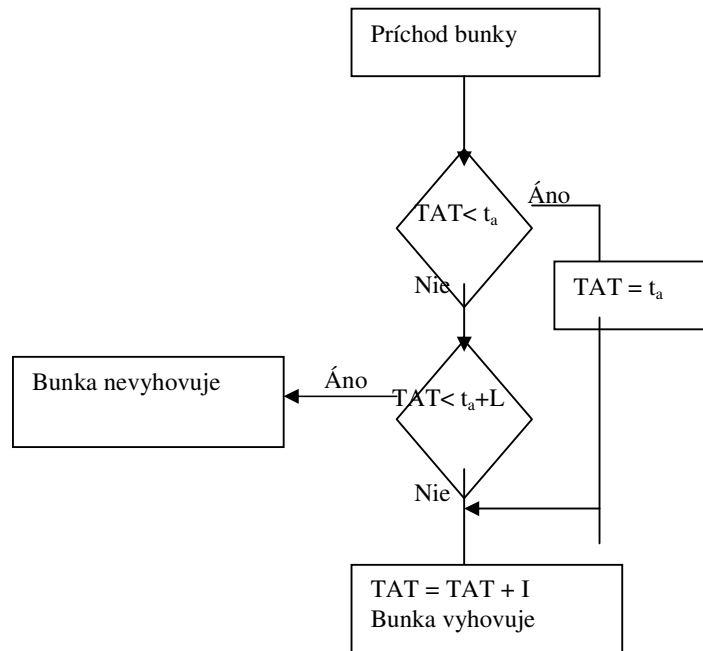 Príchod bunky
TAT< tₐ
Áno
Nie
TAT = tₐ
Bunka nevyhovuje
Áno
TAT< tₐ+L
Nie
TAT = TAT + I
Bunka vyhovuje